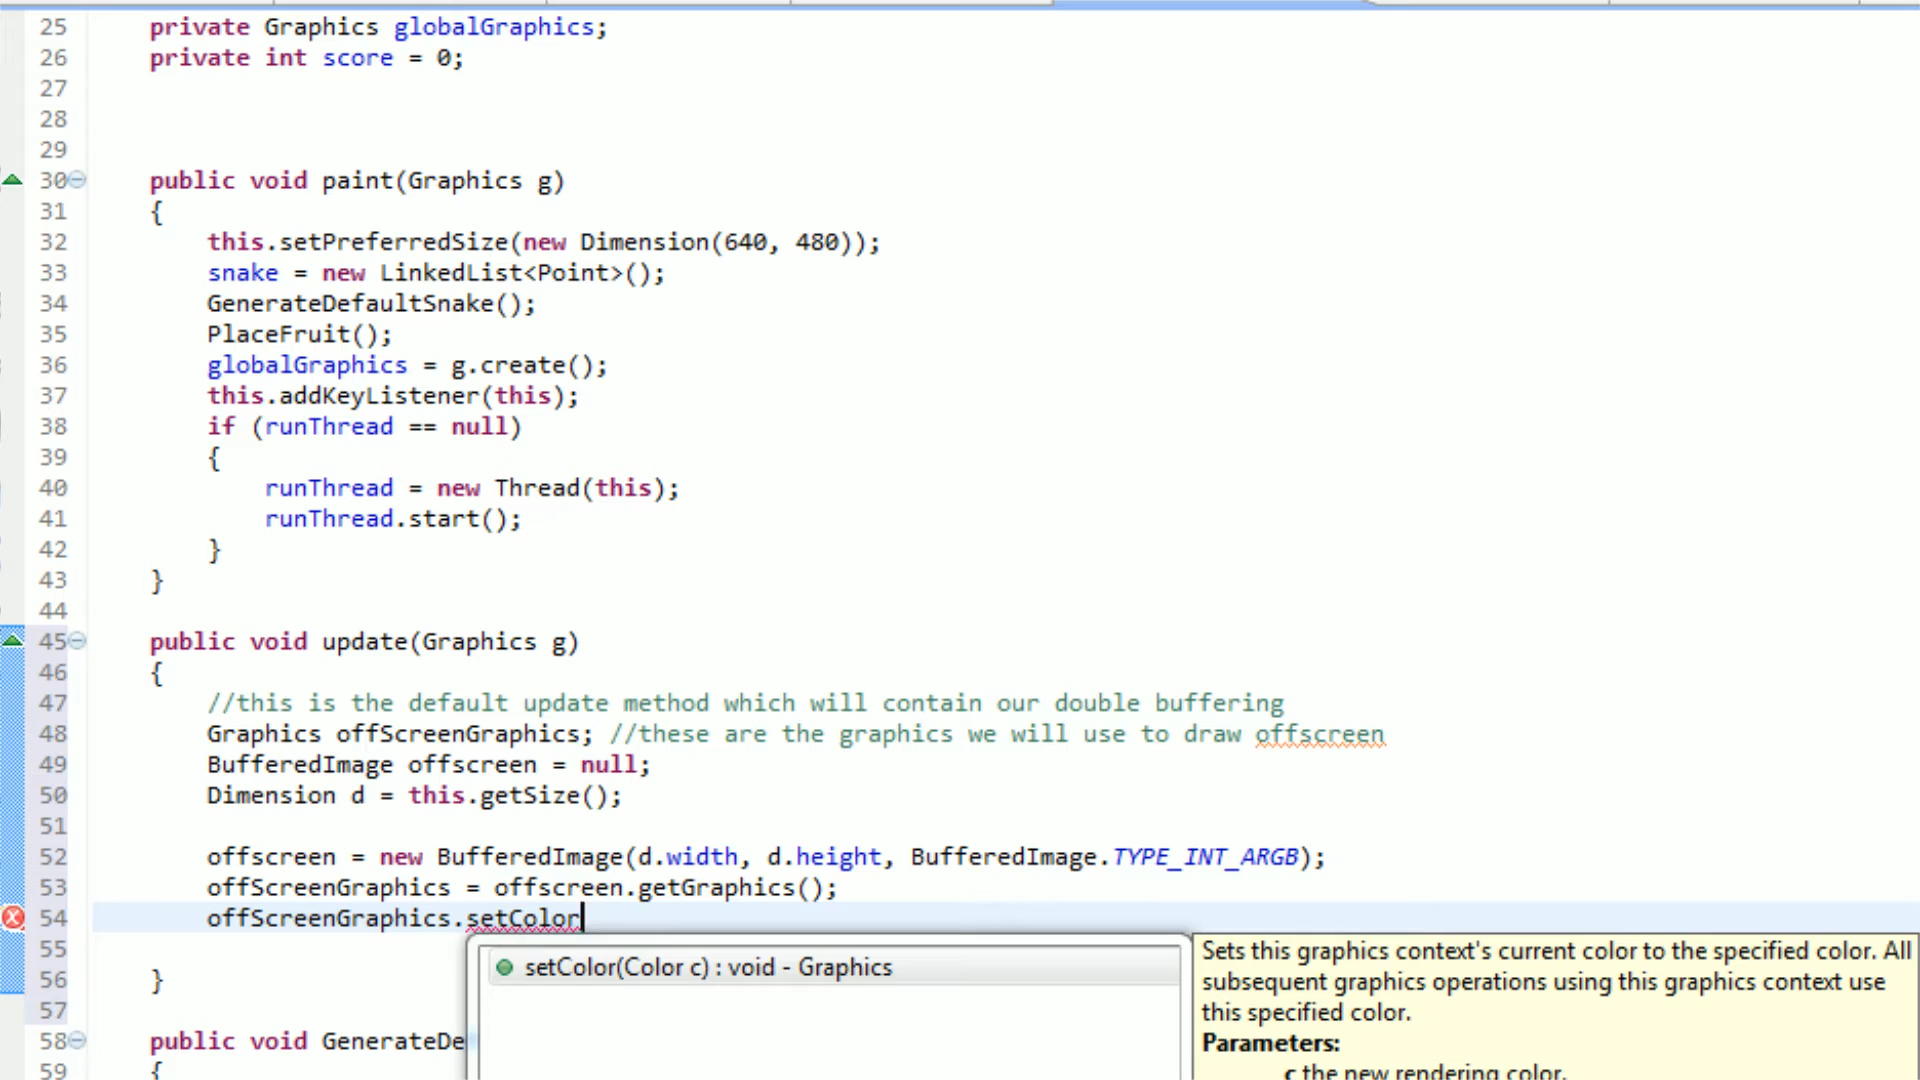 25 private Graphics globalGraphics;
26 private int score = 0;
27
28
29
30 public void paint(Graphics g)
31 {
32 this.setPreferredSize(new Dimension(640, 480));
33 snake = new LinkedList<Point>();
34 GenerateDefaultSnake();
35 PlaceFruit();
36 globalGraphics = g.create();
37 this.addKeyListener(this);
38 if (runThread == null)
39 {
40 runThread = new Thread(this);
41 runThread.start();
42 }
43 }
44
45 public void update(Graphics g)
46 {
47 //this is the default update method which will contain our double buffering
48 Graphics offScreenGraphics; //these are the graphics we will use to draw offscreen
49 BufferedImage offscreen = null;
50 Dimension d = this.getSize();
51
52 offscreen = new BufferedImage(d.width, d.height, BufferedImage.TYPE_INT_ARGB);
53 offScreenGraphics = offscreen.getGraphics();
54 offScreenGraphics.setColor
55
56 }
57
58 public void GenerateDe
59 {
setColor(Color c) : void - Graphics
Sets this graphics context's current color to the specified color. All
subsequent graphics operations using this graphics context use
this specified color.
Parameters:
c the new rendering color.